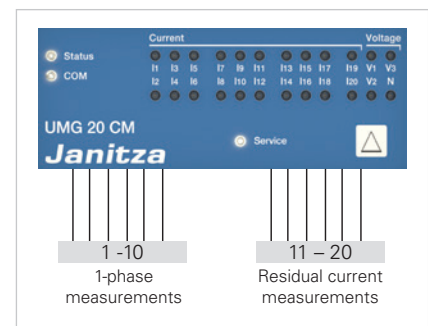 Current Voltage
Status
COM
I1 I3 I5 I7 I9 I11 I13 I15 I17 I19 V1 V3
I2 I4 I6 I8 I10 I12 I14 I16 I18 I20 V2 N
UMG 20 CM
Service
Janitza
1 -10 11 – 20
1-phase Residual current
measurements measurements